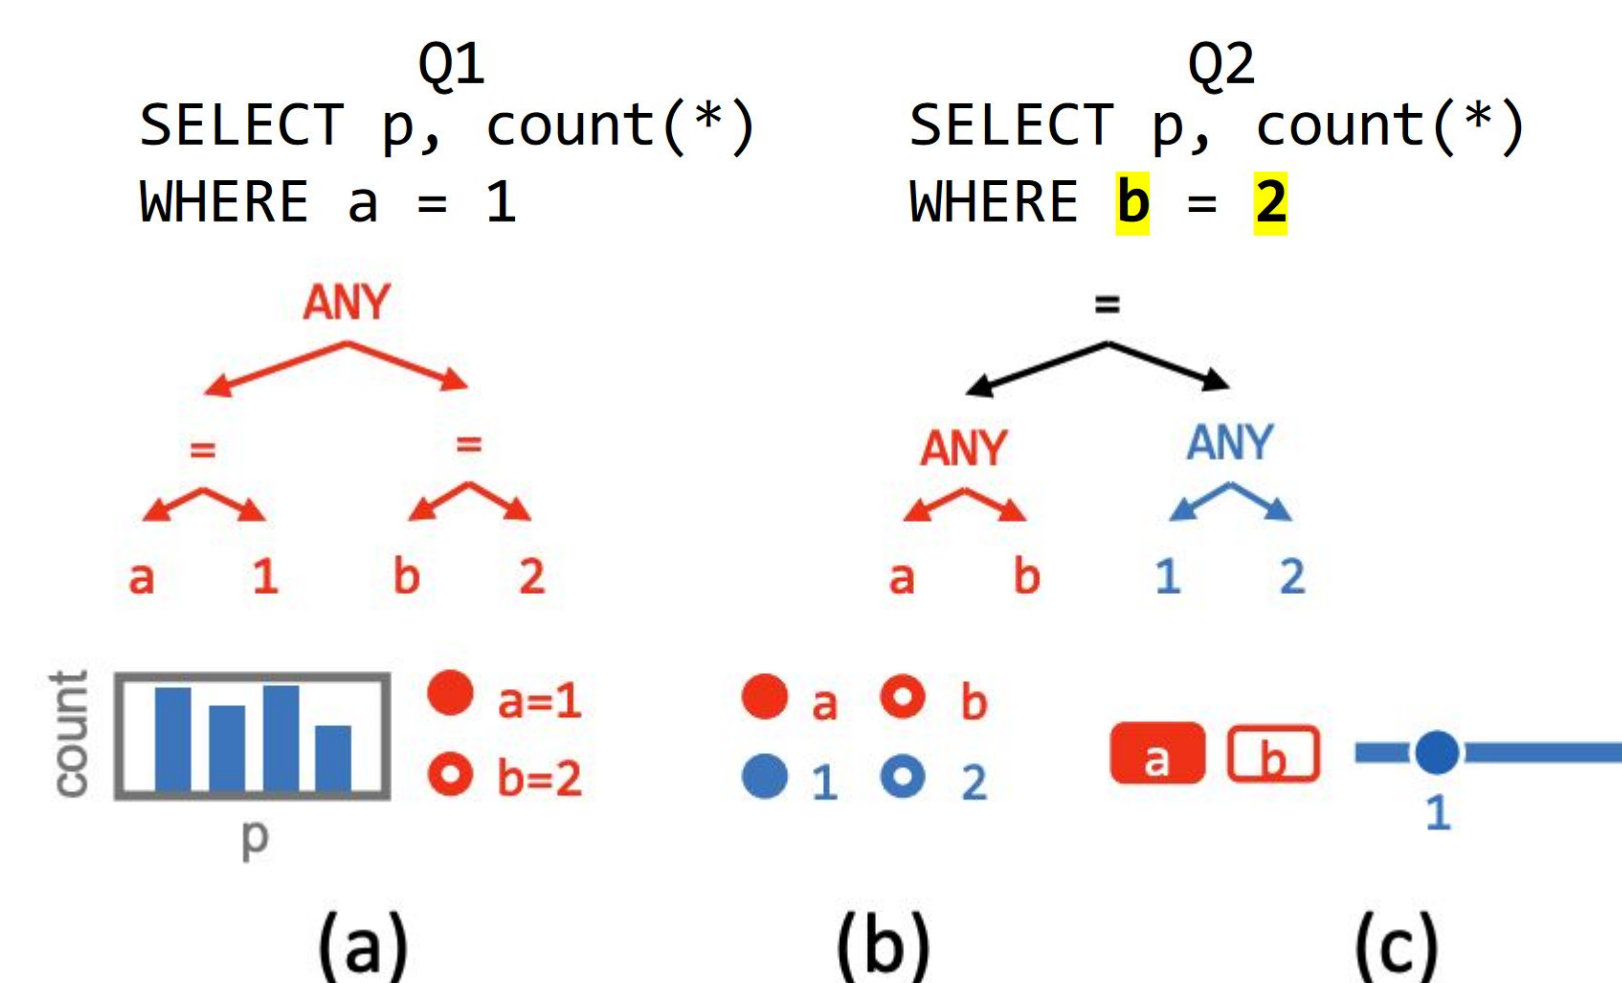 Q1
SELECT p, count(*)
WHERE a = 1
Q2
SELECT p, count(*)
WHERE b = 2
ANY
= =
a 1 b 2
=
ANY ANY
a b 1 2
count
p
a=1
b=2
(a)
a b
1 2
(b)
a b
1
(c)